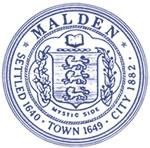 MALDEN
SETTLED 1640 · TOWN 1649 · CITY 1882 ·
MYSTIC SIDE